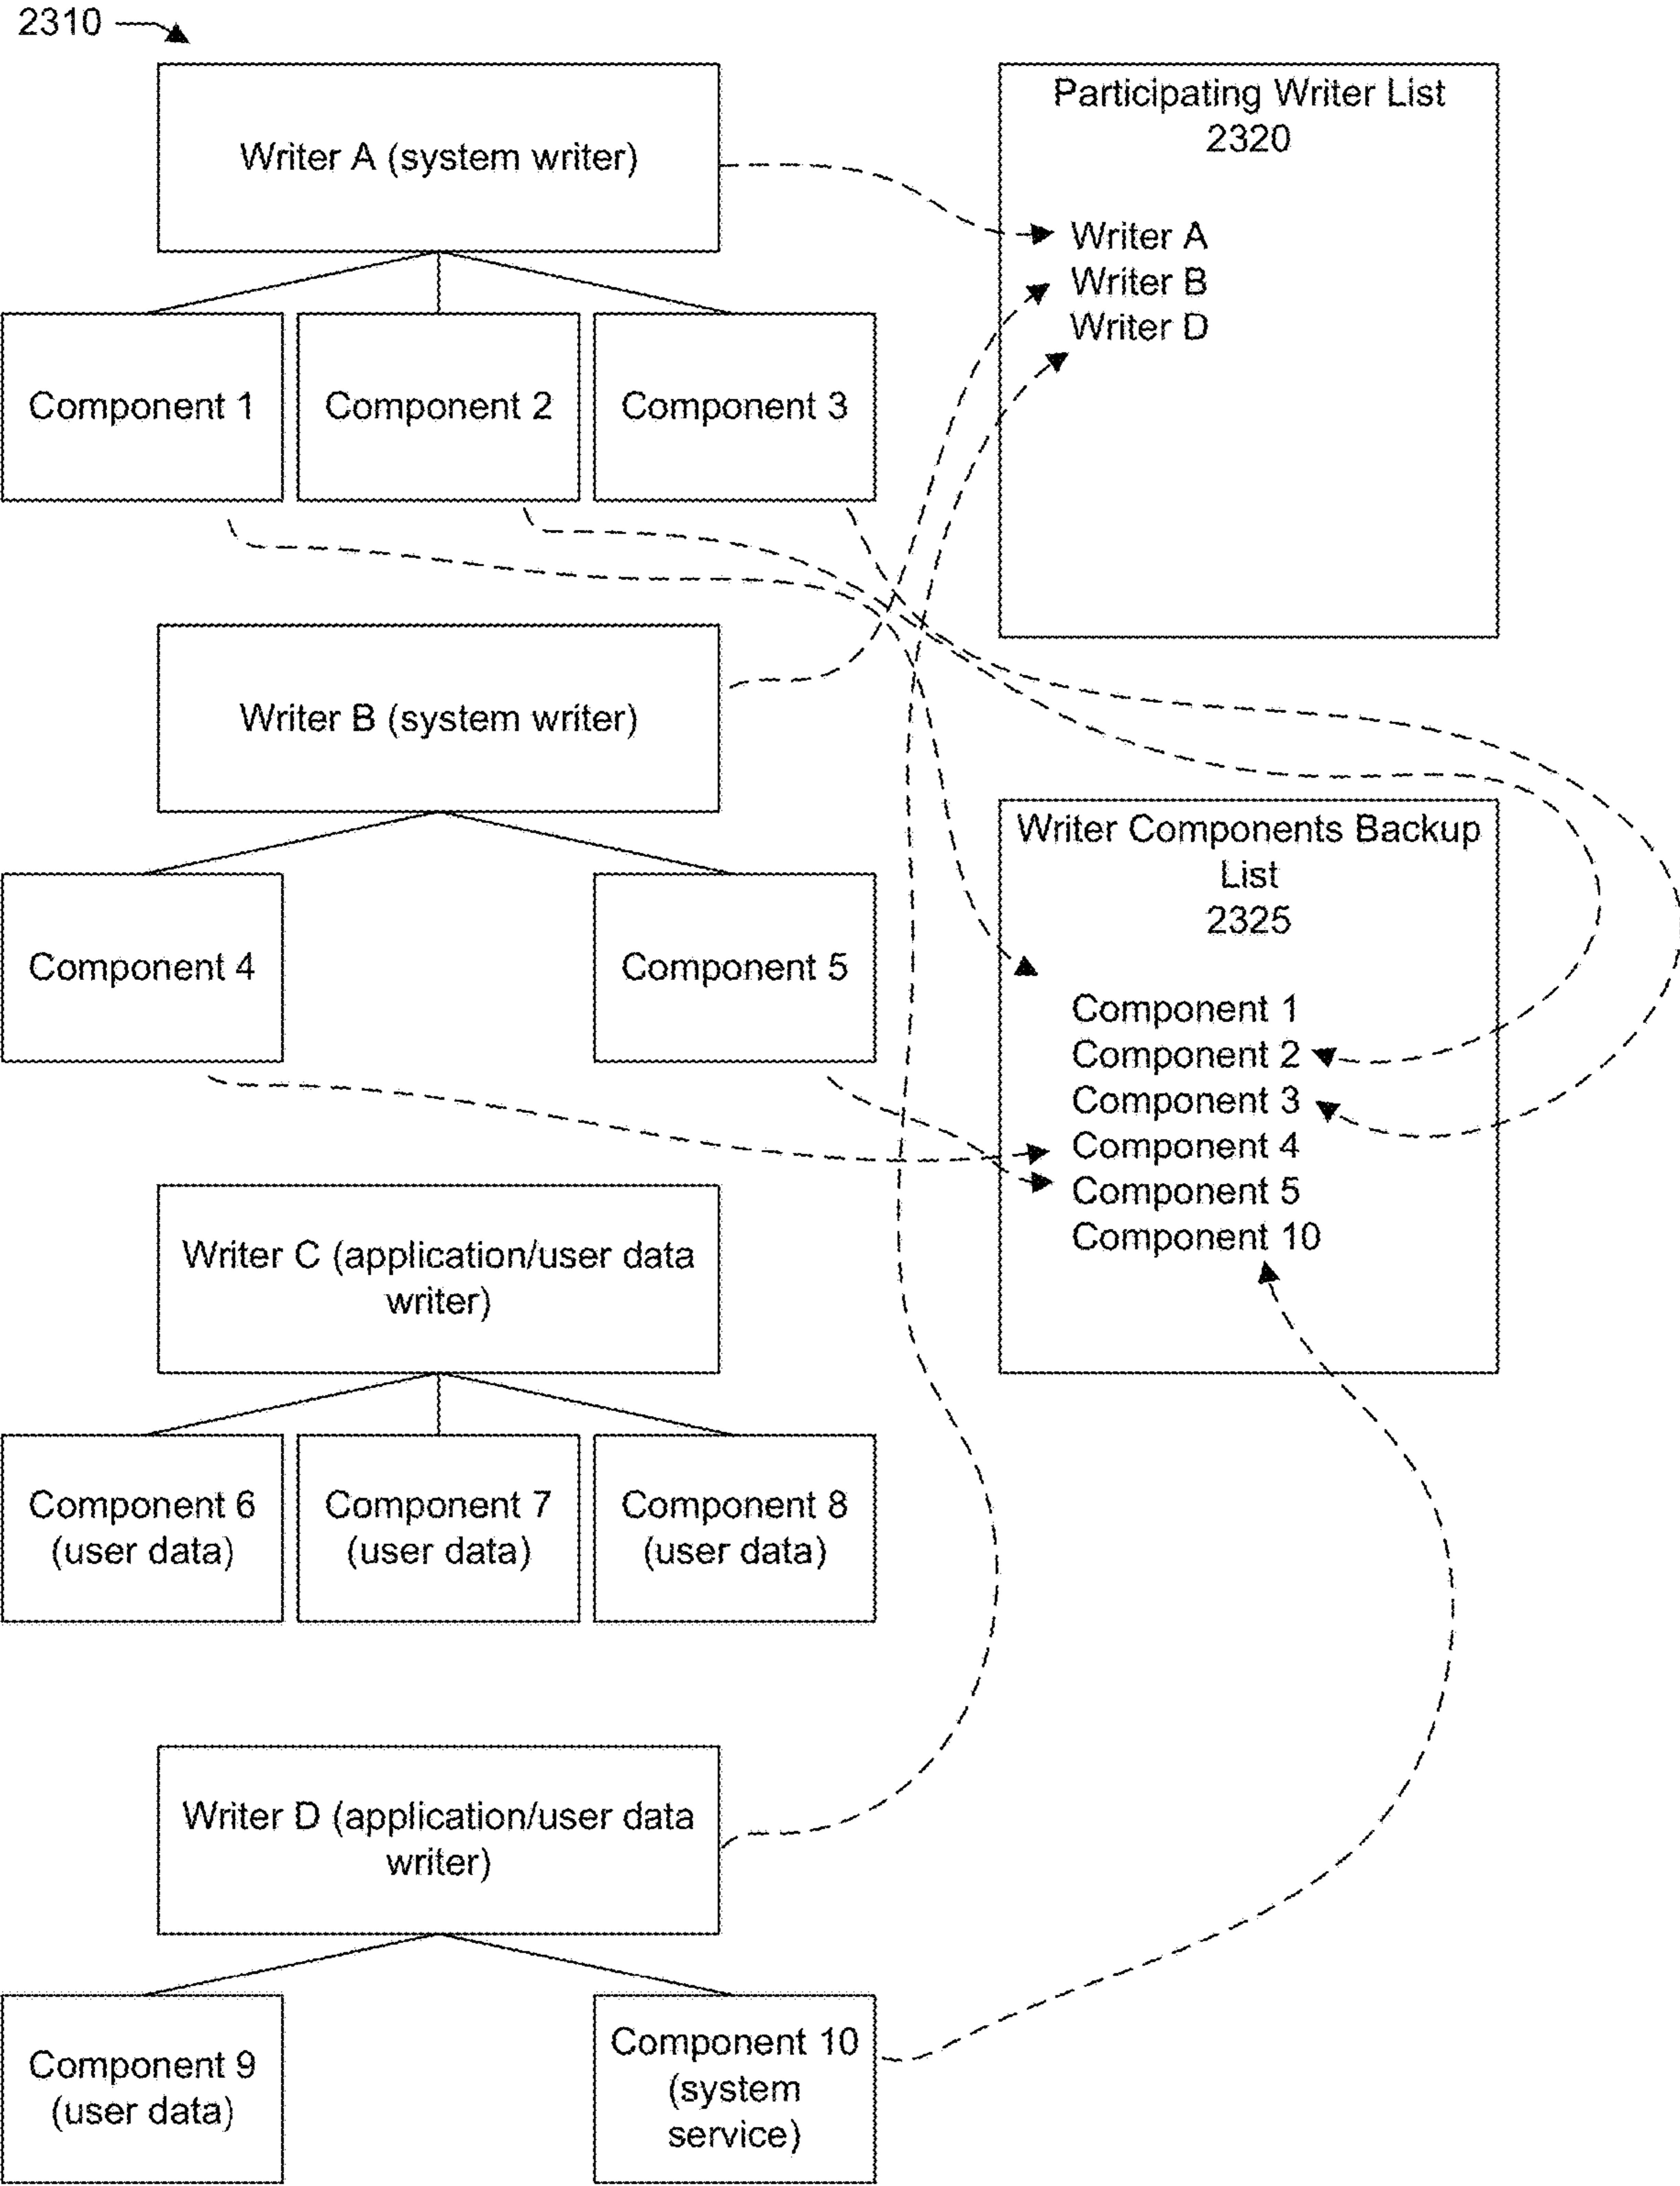 2310
Writer A (system writer)
Component 1
Component 2
Component 3
Writer B (system writer)
Component 4
Component 5
Writer C (application/user data
writer)
Component 6
(user data)
Component 7
(user data)
Component 8
(user data)
Writer D (application/user data
writer)
Component 9
(user data)
Component 10
(system
service)
Participating Writer List
2320
Writer A
Writer B
Writer D
Writer Components Backup
List
2325
Component 1
Component 2
Component 3
Component 4
Component 5
Component 10